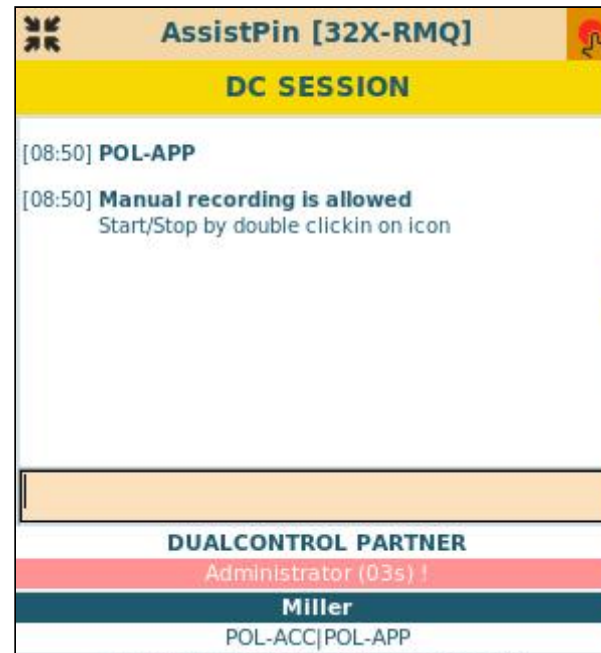 AssistPin [32X-RMQ]
DC SESSION
[08:50] POL-APP
[08:50] Manual recording is allowed
Start/Stop by double clickin on icon
DUALCONTROL PARTNER
Administrator (03s) !
Miller
POL-ACC|POL-APP